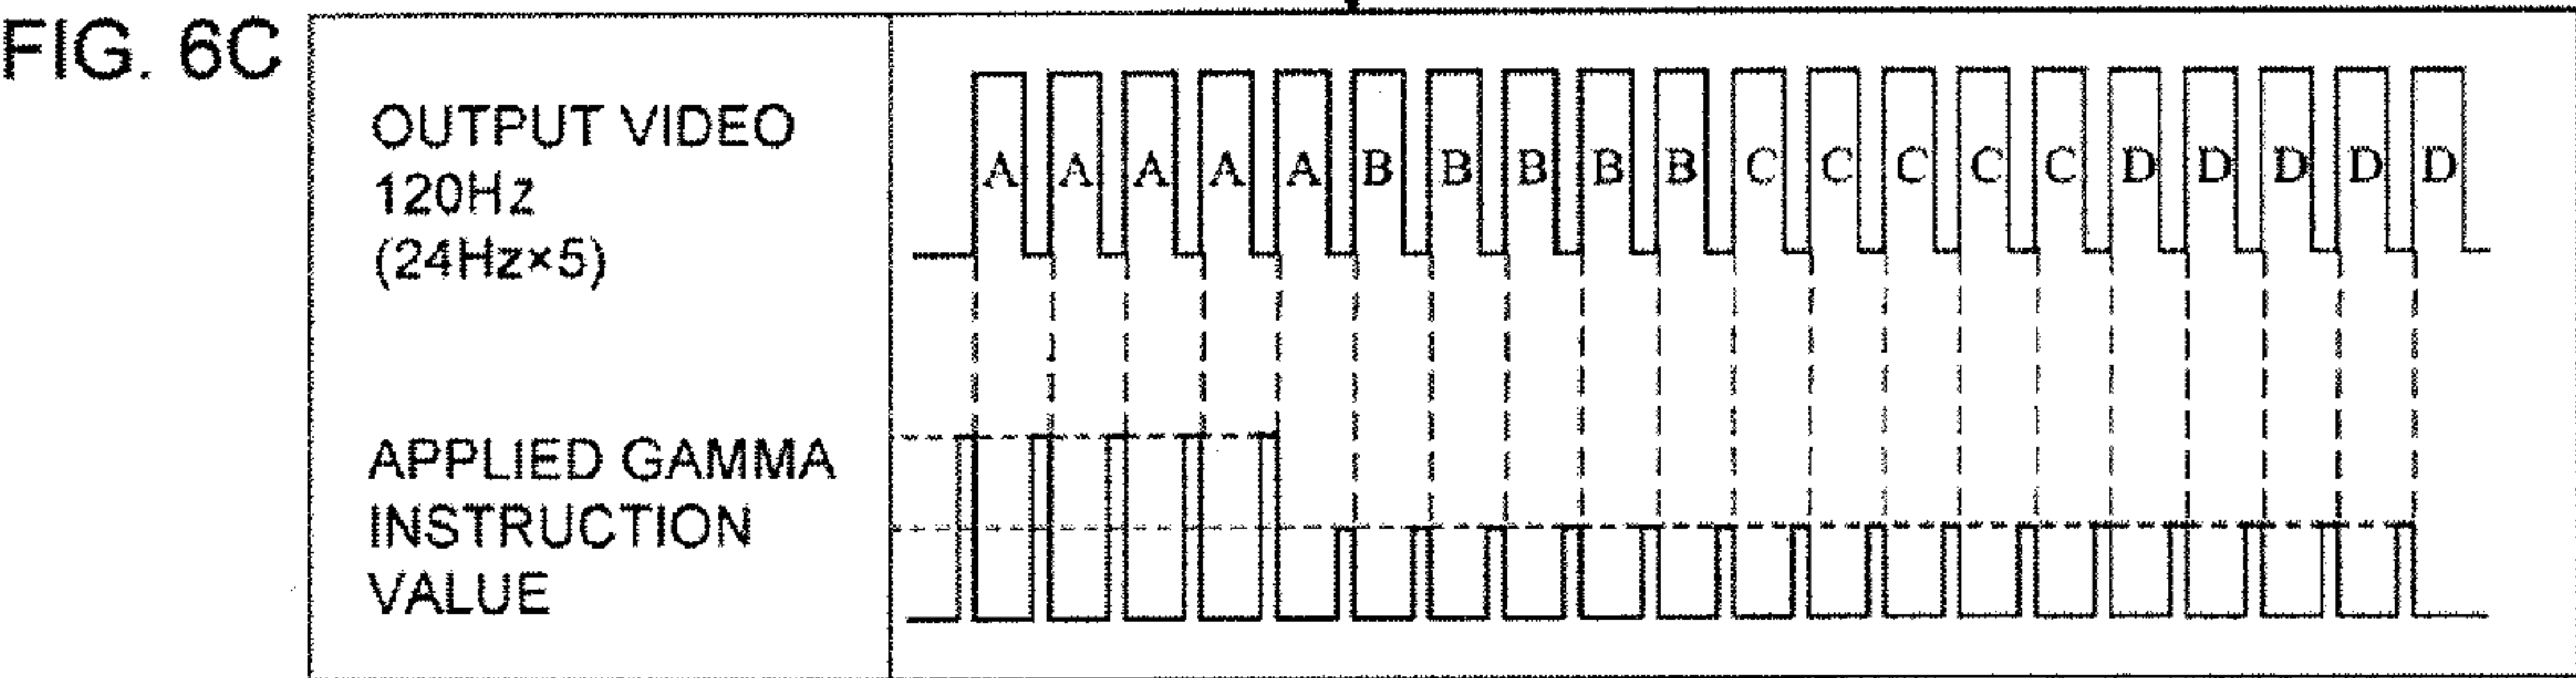 FIG. 6C
OUTPUT VIDEO
120Hz
(24Hz×5)
A A A A A B B B B B C C C C C D D D D D
APPLIED GAMMA
INSTRUCTION
VALUE